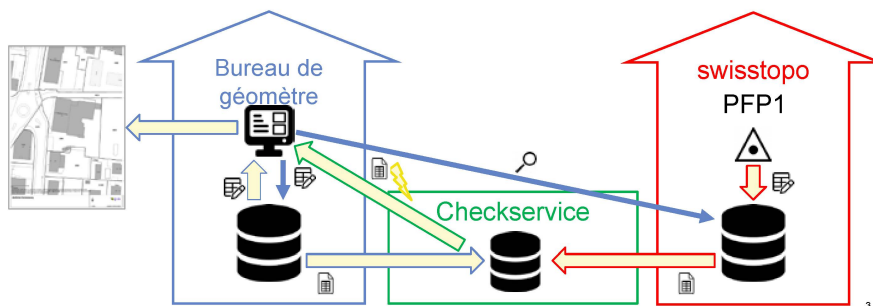 Bureau de
géomètre
swisstopo
PFP1
Checkservice
3